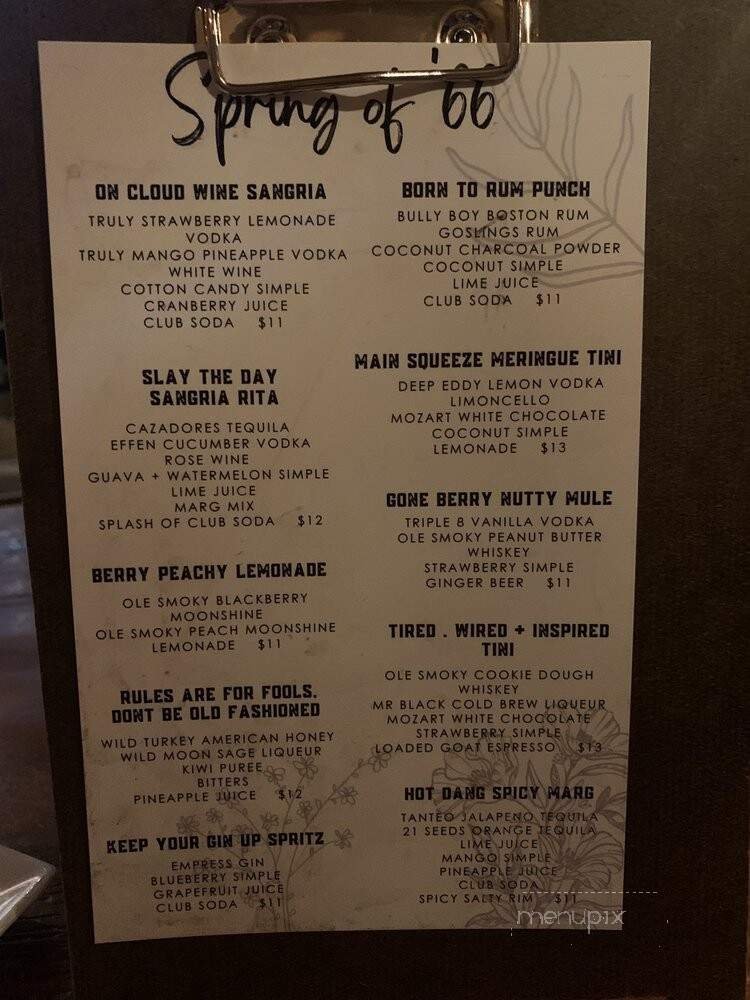 Spring of '66
ON CLOUD WINE SANGRIA
TRULY STRAWBERRY LEMONADE
VODKA
TRULY MANGO PINEAPPLE VODKA
WHITE WINE
COTTON CANDY SIMPLE
CRANBERRY JUICE
CLUB SODA $11
SLAY THE DAY
SANGRIA RITA
CAZADORES TEQUILA
EFFEN CUCUMBER VODKA
ROSE WINE
GUAVA + WATERMELON SIMPLE
LIME JUICE
MARG MIX
SPLASH OF CLUB SODA $12
BERRY PEACHY LEMONADE
OLE SMOKY BLACKBERRY
MOONSHINE
OLE SMOKY PEACH MOONSHINE
LEMONADE $11
RULES ARE FOR FOOLS.
DONT BE OLD FASHIONED
WILD TURKEY AMERICAN HONEY
WILD MOON SAGE LIQUEUR
KIWI PUREE
BITTERS
PINEAPPLE JUICE $12
KEEP YOUR GIN UP SPRITZ
EMPRESS GIN
BLUEBERRY SIMPLE
GRAPEFRUIT JUICE
CLUB SODA $11
BORN TO RUM PUNCH
BULLY BOY BOSTON RUM
GOSLINGS RUM
COCONUT CHARCOAL POWDER
COCONUT SIMPLE
LIME JUICE
CLUB SODA $11
MAIN SQUEEZE MERINGUE TINI
DEEP EDDY LEMON VODKA
LIMONCELLO
MOZART WHITE CHOCOLATE
COCONUT SIMPLE
LEMONADE $13
GONE BERRY NUTTY MULE
TRIPLE 8 VANILLA VODKA
OLE SMOKY PEANUT BUTTER
WHISKEY
STRAWBERRY SIMPLE
GINGER BEER $11
TIRED . WIRED + INSPIRED
TINI
OLE SMOKY COOKIE DOUGH
WHISKEY
MR BLACK COLD BREW LIQUEUR
MOZART WHITE CHOCOLATE
STRAWBERRY SIMPLE
LOADED GOAT ESPRESSO $13
HOT DANG SPICY MARG
TANTEO JALAPENO TEQUILA
21 SEEDS ORANGE TEQUILA
LIME JUICE
MANGO SIMPLE
PINEAPPLE JUICE
CLUB SODA
SPICY SALTY RIM $11
menupix